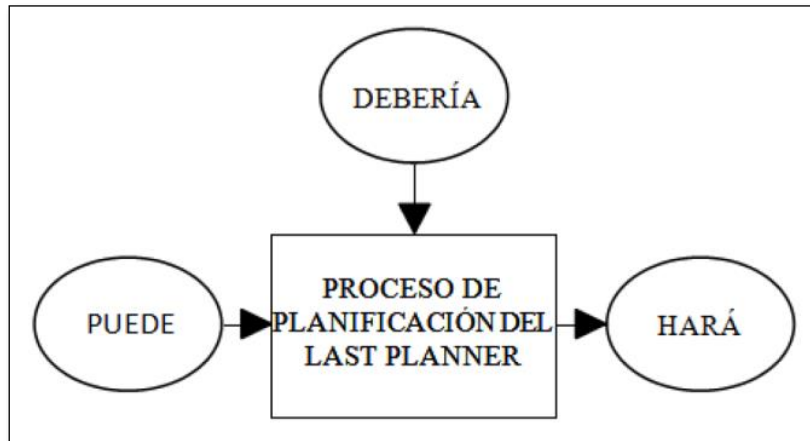 DEBERÍA
PUEDE
PROCESO DE
PLANIFICACIÓN DEL
LAST PLANNER
HARÁ